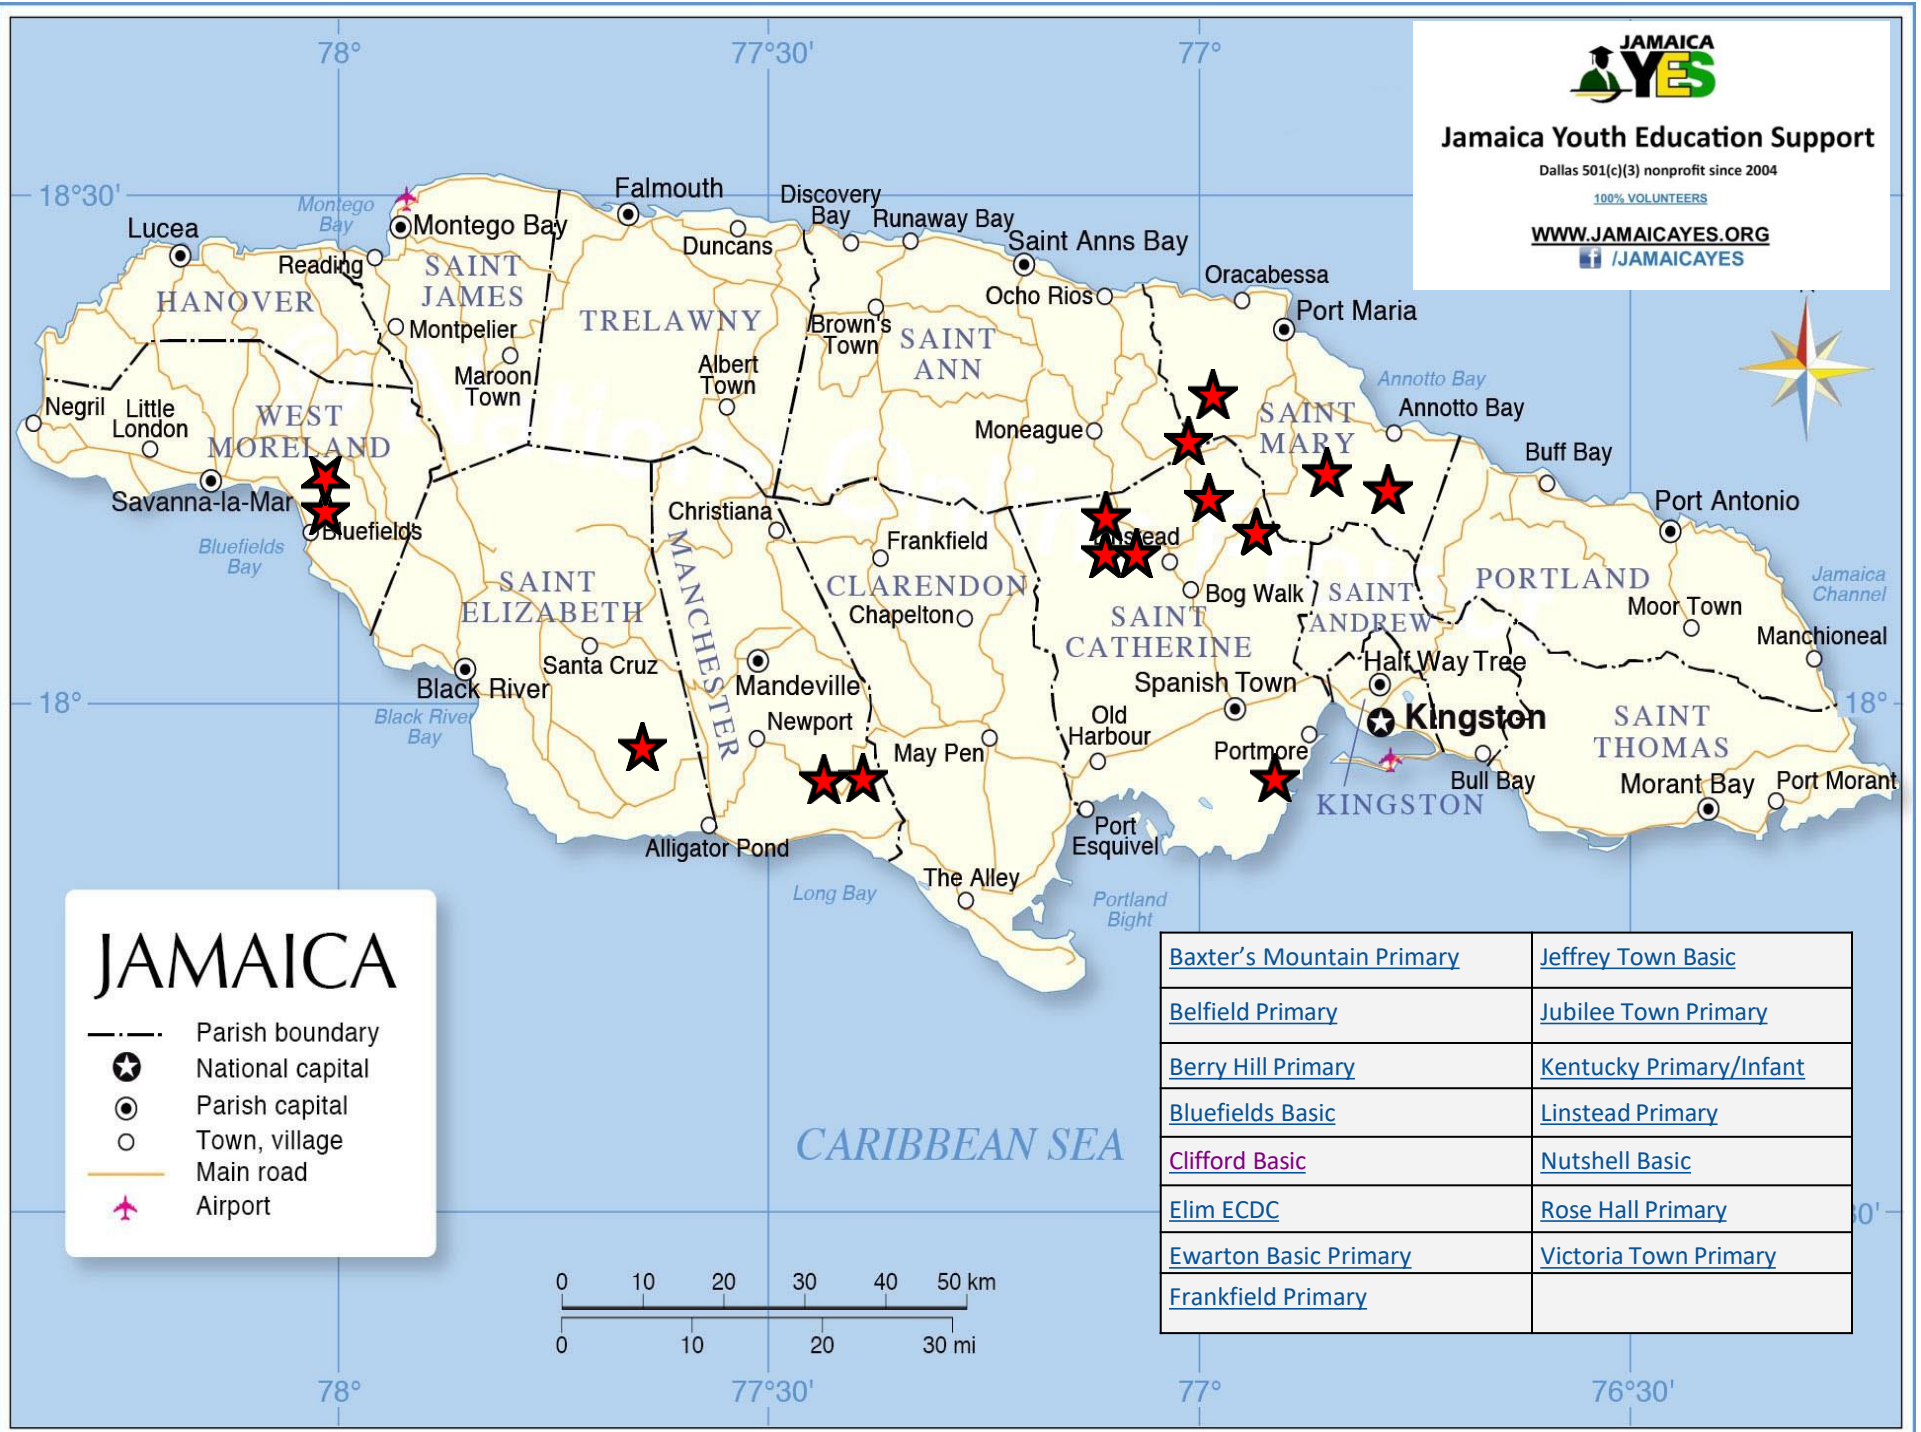 78°
77°30'
77°
JAMAICA
YES
Jamaica Youth Education Support
Dallas 501(c)(3) nonprofit since 2004
100% VOLUNTEERS
WWW.JAMAICAYES.ORG
/JAMAICAYES
18°30'
Montego
Bay
Lucea
Montego Bay
Reading
Falmouth
Duncans
Discovery
Bay
Runaway Bay
Saint Anns Bay
Ocho Rios
Oracabessa
Port Maria
HANOVER
SAINT
JAMES
Montpelier
Maroon
Town
TRELAWNY
Albert
Town
Brown's
Town
SAINT
ANN
Moneague
SAINT
MARY
Annotto Bay
Annotto Bay
Buff Bay
Port Antonio
Negril
Little
London
WEST
MORELAND
Savanna-la-Mar
Bluefields
Bluefields
Bay
Christiana
Frankfield
CLARENDON
Chapelton
Bog Walk
SAINT
CATHERINE
SAINT
ANDREW
PORTLAND
Moor Town
Jamaica
Channel
Manchioneal
SAINT
ELIZABETH
Santa Cruz
MANCHESTER
Mandeville
Newport
Black River
Black River
Bay
18°
18°
May Pen
Old
Harbour
Spanish Town
Portmore
Half Way Tree
Kingston
KINGSTON
Bull Bay
SAINT
THOMAS
Morant Bay
Port Morant
Alligator Pond
Long Bay
The Alley
Port
Esquivel
Portland
Bight
JAMAICA
Parish boundary
National capital
Parish capital
Town, village
Main road
Airport
CARIBBEAN SEA
0 10 20 30 40 50 km
0 10 20 30 mi
Baxter’s Mountain Primary
Jeffrey Town Basic
Belfield Primary
Jubilee Town Primary
Berry Hill Primary
Kentucky Primary/Infant
Bluefields Basic
Linstead Primary
Clifford Basic
Nutshell Basic
Elim ECDC
Rose Hall Primary
Ewarton Basic Primary
Victoria Town Primary
Frankfield Primary
78°
77°30'
77°
76°30'